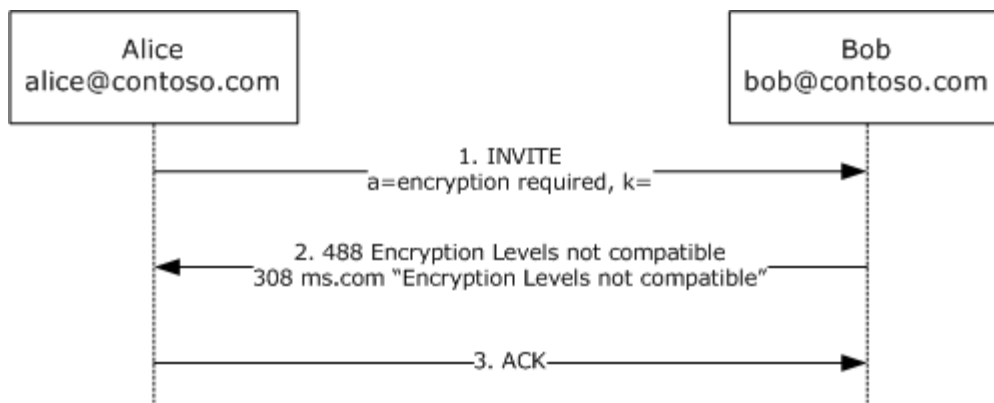 Alice
alice@contoso.com
Bob
bob@contoso.com
1. INVITE
a=encryption required, k=
2. 488 Encryption Levels not compatible
308 ms.com “Encryption Levels not compatible”
3. ACK